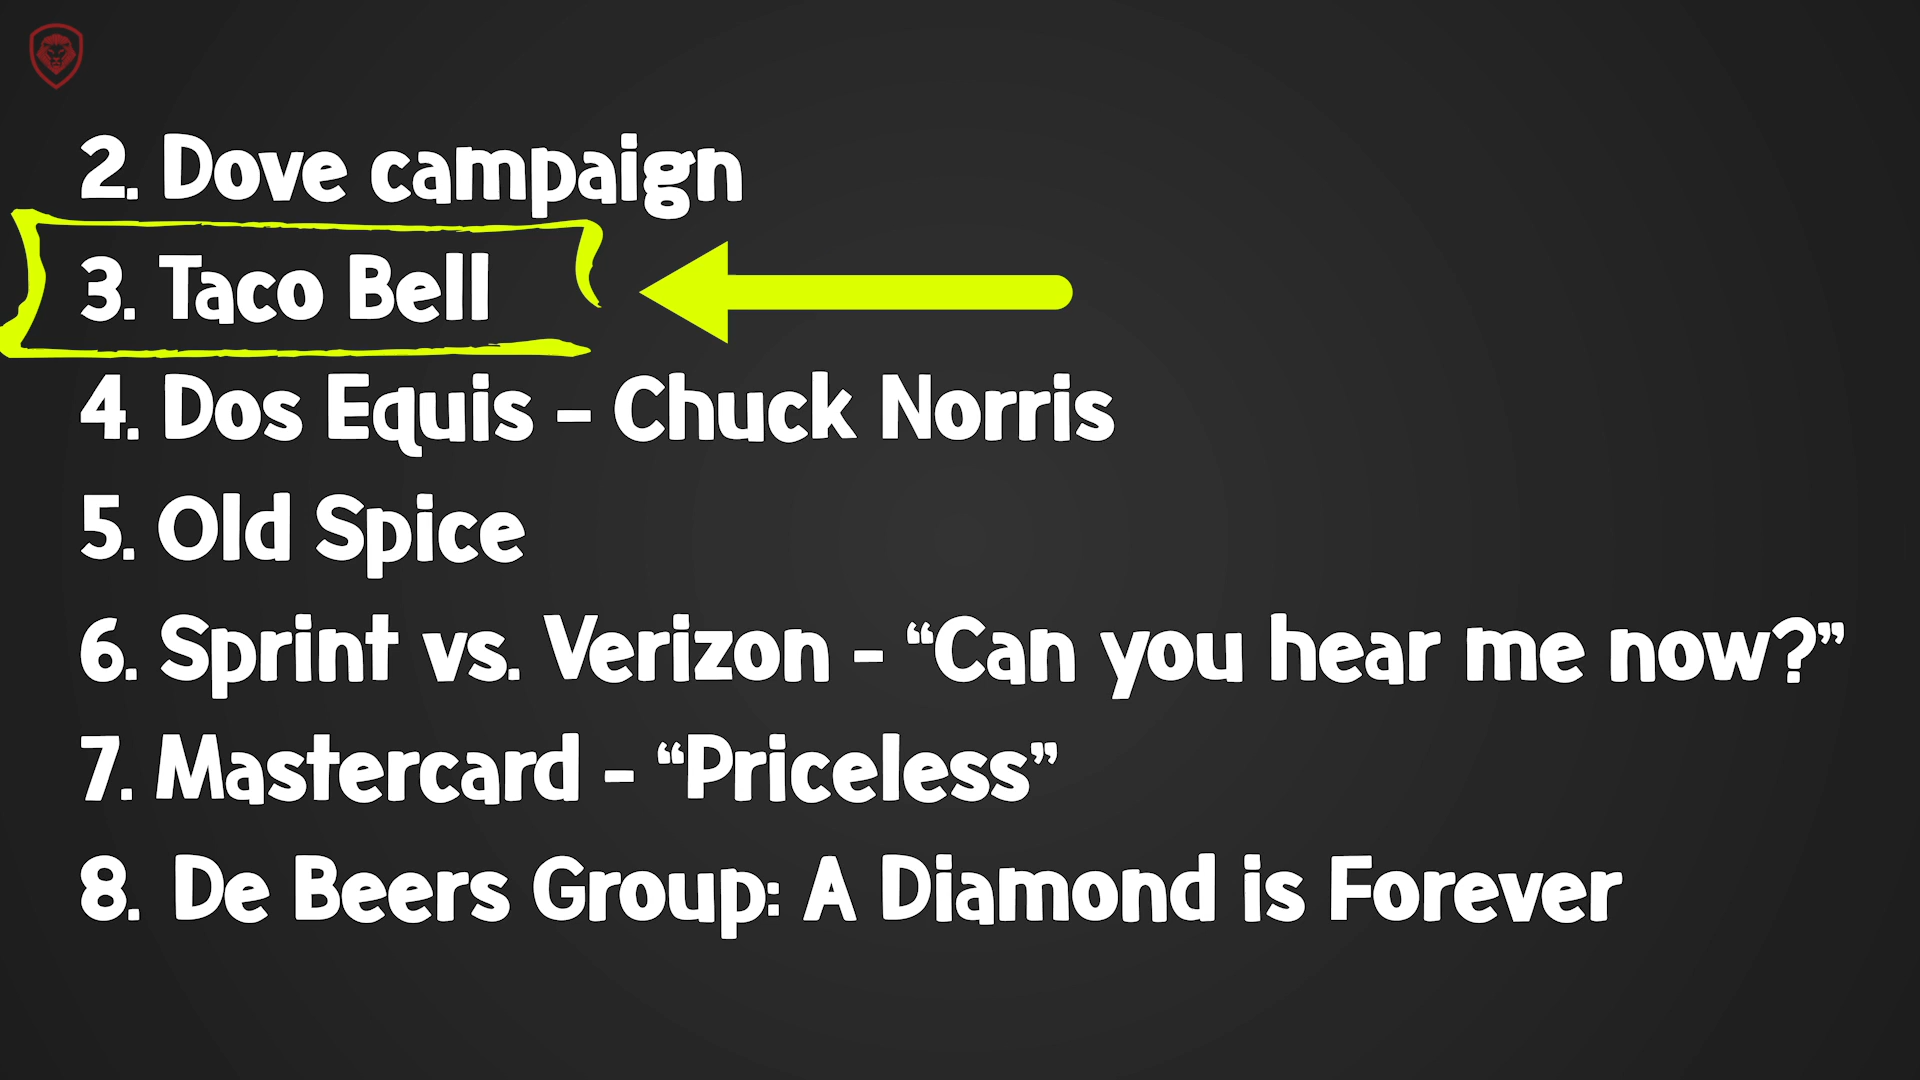 2. Dove campaign
3. Taco Bell
4. Dos Equis – Chuck Norris
5. Old Spice
6. Sprint vs. Verizon - “Can you hear me now?”
7. Mastercard - “Priceless”
8. De Beers Group: A Diamond is Forever